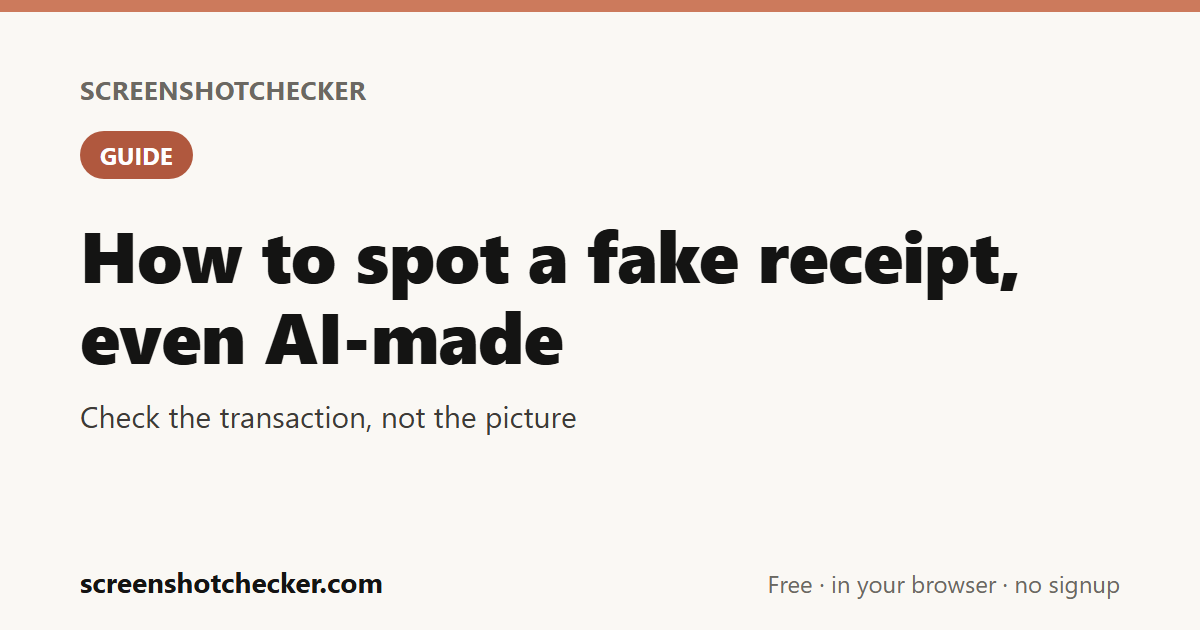 SCREENSHOTCHECKER
GUIDE
How to spot a fake receipt,
even AI-made
Check the transaction, not the picture
screenshotchecker.com
Free · in your browser · no signup